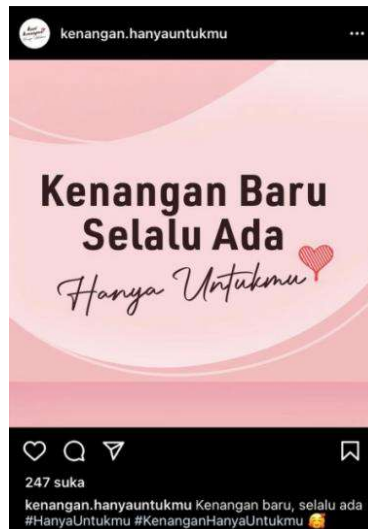 kenangan.hanyauntukmu
Kenangan Baru
Selalu Ada
Hanya Untukmu
247 suka
kenangan.hanyauntukmu Kenangan baru, selalu ada
#HanyaUntukmu #KenanganHanyaUntukmu 🥰